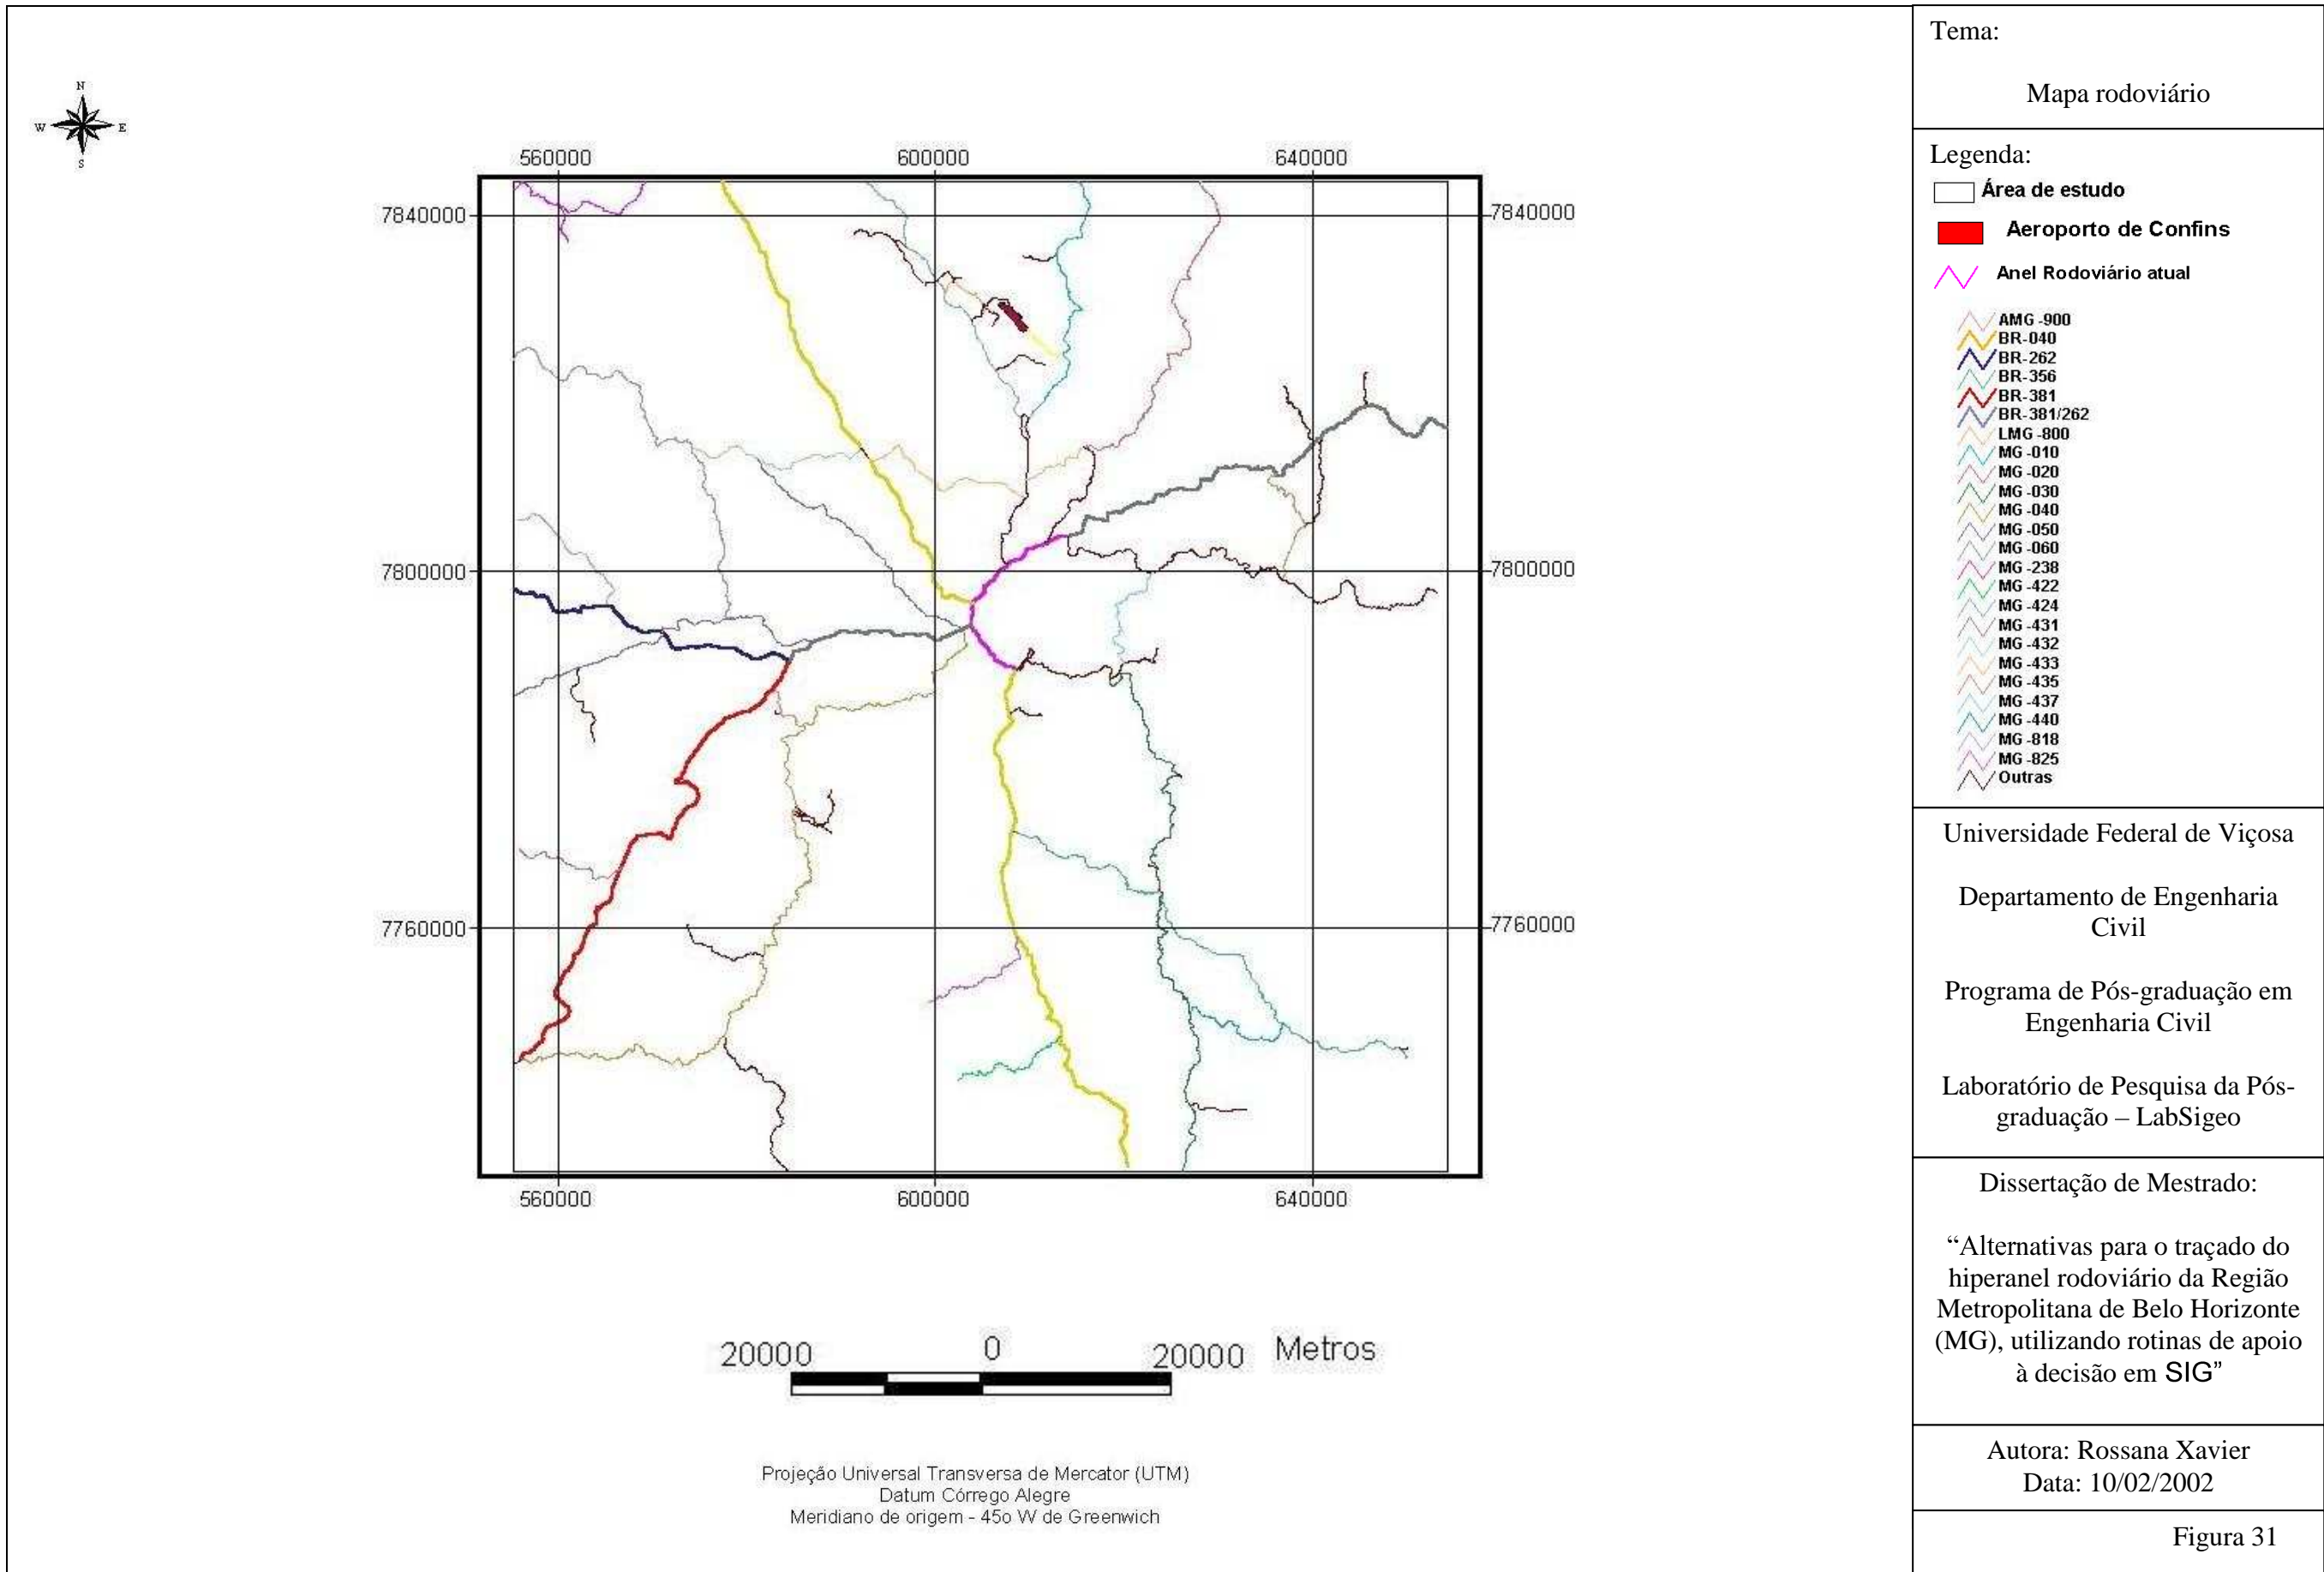 N
W
E
S
560000
600000
640000
7840000
7840000
7800000
7800000
7760000
7760000
560000
600000
640000
20000
0
20000
Metros
Projeção Universal Transversa de Mercator (UTM)
Datum Córrego Alegre
Meridiano de origem - 45o W de Greenwich
Tema:
Mapa rodoviário
Legenda:
Área de estudo
Aeroporto de Confins
Anel Rodoviário atual
AMG-900
BR-040
BR-262
BR-356
BR-381
BR-381/262
LMG-800
MG-010
MG-020
MG-030
MG-040
MG-050
MG-060
MG-238
MG-422
MG-424
MG-431
MG-432
MG-433
MG-435
MG-437
MG-440
MG-818
MG-825
Outras
Universidade Federal de Viçosa
Departamento de Engenharia
Civil
Programa de Pós-graduação em
Engenharia Civil
Laboratório de Pesquisa da Pós-
graduação – LabSigeo
Dissertação de Mestrado:
“Alternativas para o traçado do
hiperanel rodoviário da Região
Metropolitana de Belo Horizonte
(MG), utilizando rotinas de apoio
à decisão em SIG”
Autora: Rossana Xavier
Data: 10/02/2002
Figura 31